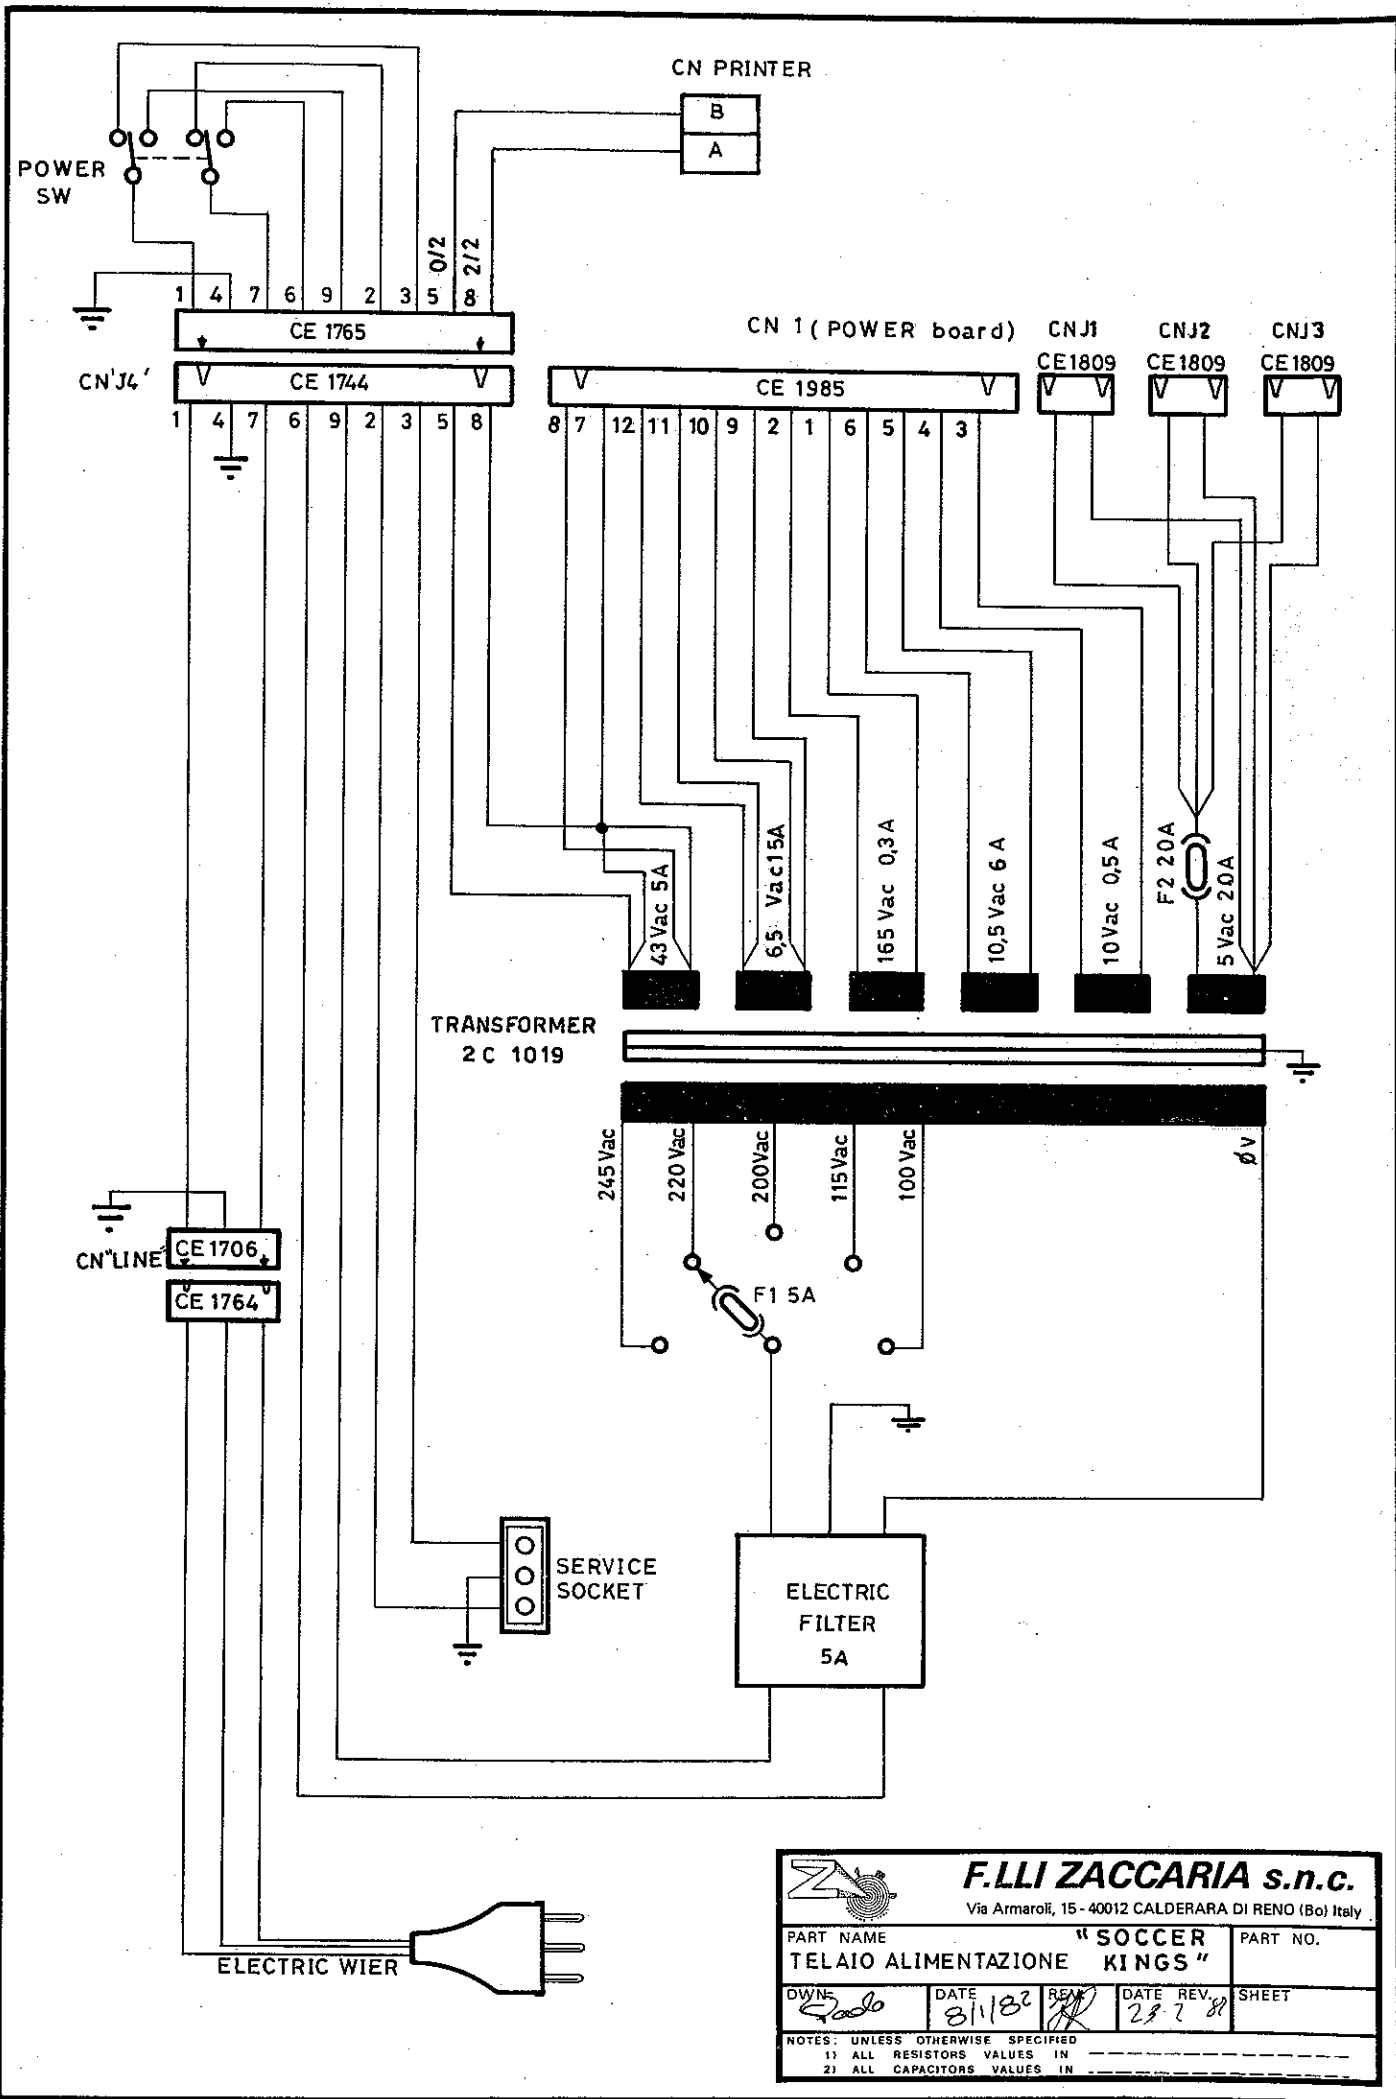 CN PRINTER
B
A
POWER
SW
0/2
2/2
1 4 7 6 9 2 3 5 8
CE 1765
CN'J4'
CE 1744
1 4 7 6 9 2 3 5 8
CN 1 (POWER board)
CE 1985
8 7 12 11 10 9 2 1 6 5 4 3
CNJ1
CE1809
CNJ2
CE1809
CNJ3
CE1809
43 Vac 5A
6,5 Vac 15A
165 Vac 0,3 A
10,5 Vac 6 A
10 Vac 0,5 A
F2 20A
5 Vac 20A
TRANSFORMER
2C 1019
245 Vac
220 Vac
200 Vac
115 Vac
100 Vac
ØV
F1 5A
CN"LINE"
CE 1706
CE 1764
SERVICE
SOCKET
ELECTRIC
FILTER
5A
ELECTRIC WIER
F.LLI ZACCARIA s.n.c.
Via Armaroli, 15 - 40012 CALDERARA DI RENO (Bo) Italy
PART NAME
TELAIO ALIMENTAZIONE
"SOCCER
KINGS"
PART NO.
DWN
DATE
8/1/82
REV.
DATE REV.
SHEET
NOTES: UNLESS OTHERWISE SPECIFIED
1) ALL RESISTORS VALUES IN
2) ALL CAPACITORS VALUES IN